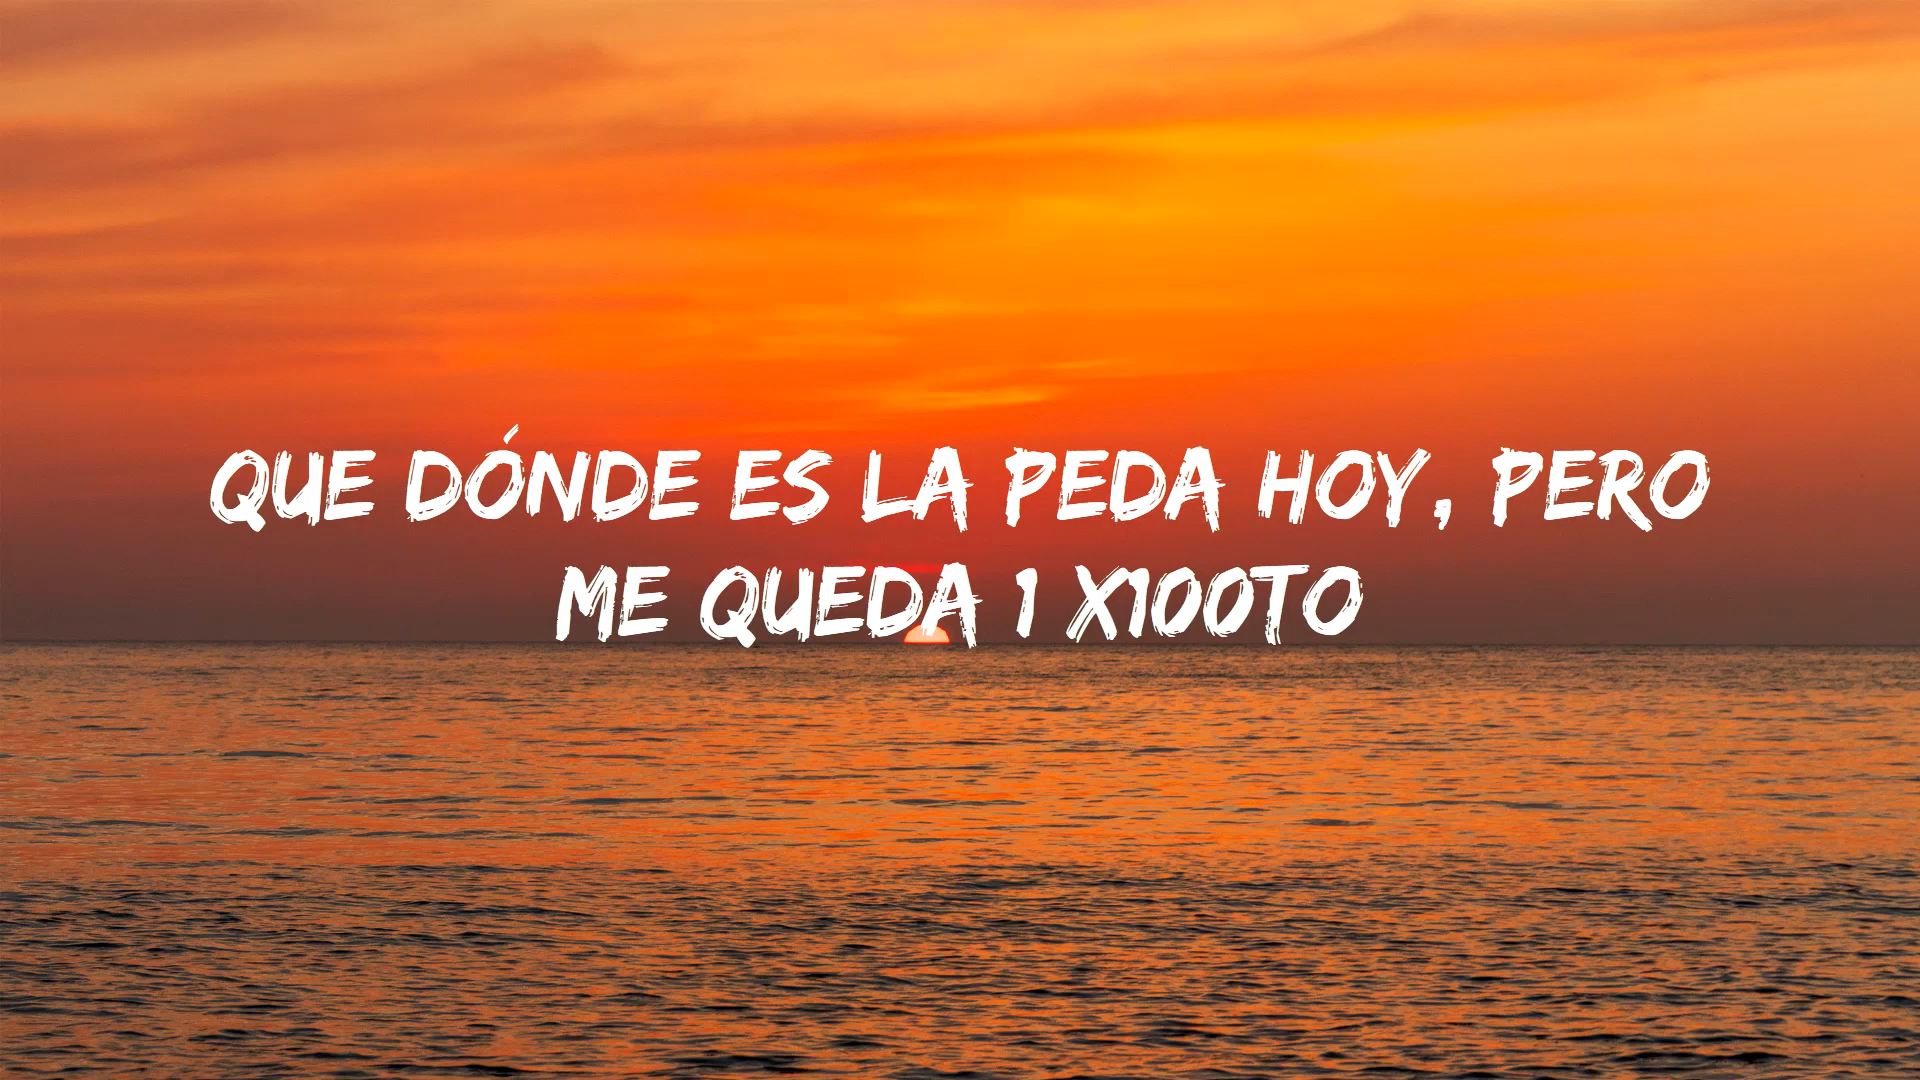 QUE DÓNDE ES LA PEDA HOY, PERO
ME QUEDA 1 X100TO